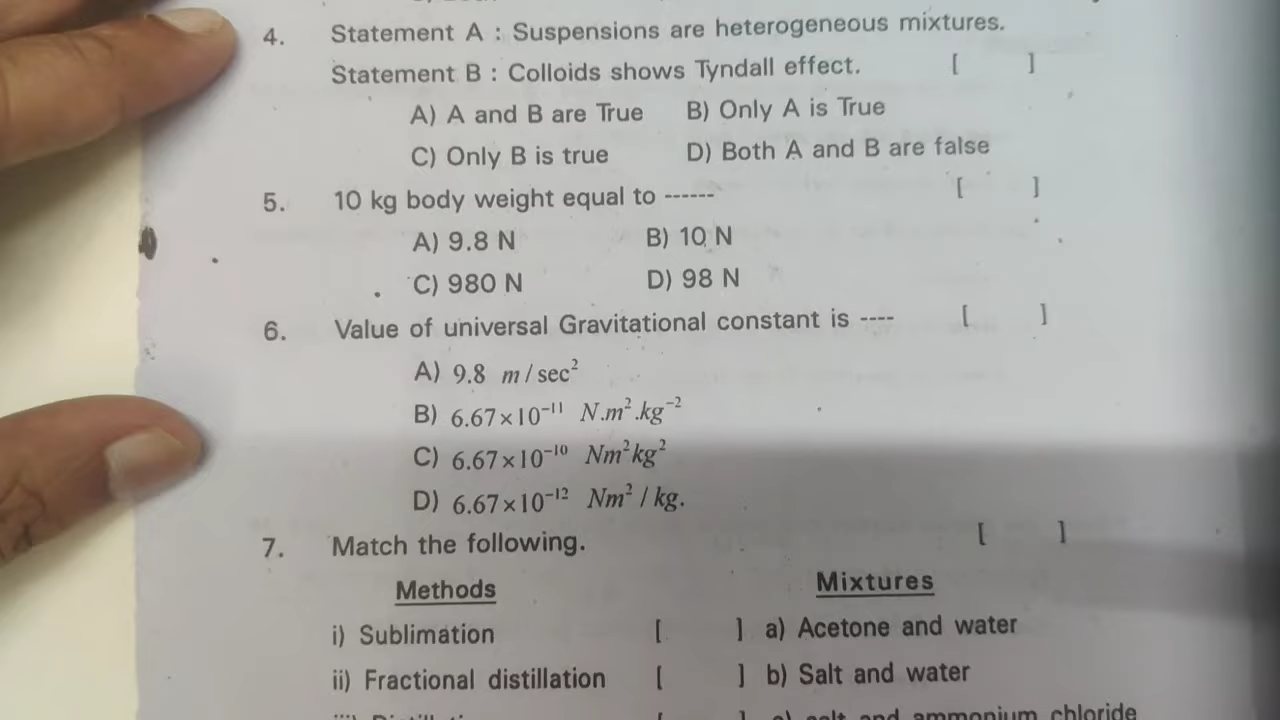 4. Statement A : Suspensions are heterogeneous mixtures.
Statement B : Colloids shows Tyndall effect. [ ]
A) A and B are True B) Only A is True
C) Only B is true D) Both A and B are false
5. 10 kg body weight equal to ------ [ ]
A) 9.8 N B) 10 N
C) 980 N D) 98 N
6. Value of universal Gravitational constant is ---- [ ]
A) 9.8 m / sec²
B) 6.67×10⁻¹¹ N.m².kg⁻²
C) 6.67×10⁻¹⁰ Nm²kg²
D) 6.67×10⁻¹² Nm² / kg.
7. Match the following. [ ]
Methods Mixtures
i) Sublimation [ ] a) Acetone and water
ii) Fractional distillation [ ] b) Salt and water
salt and ammonium chloride